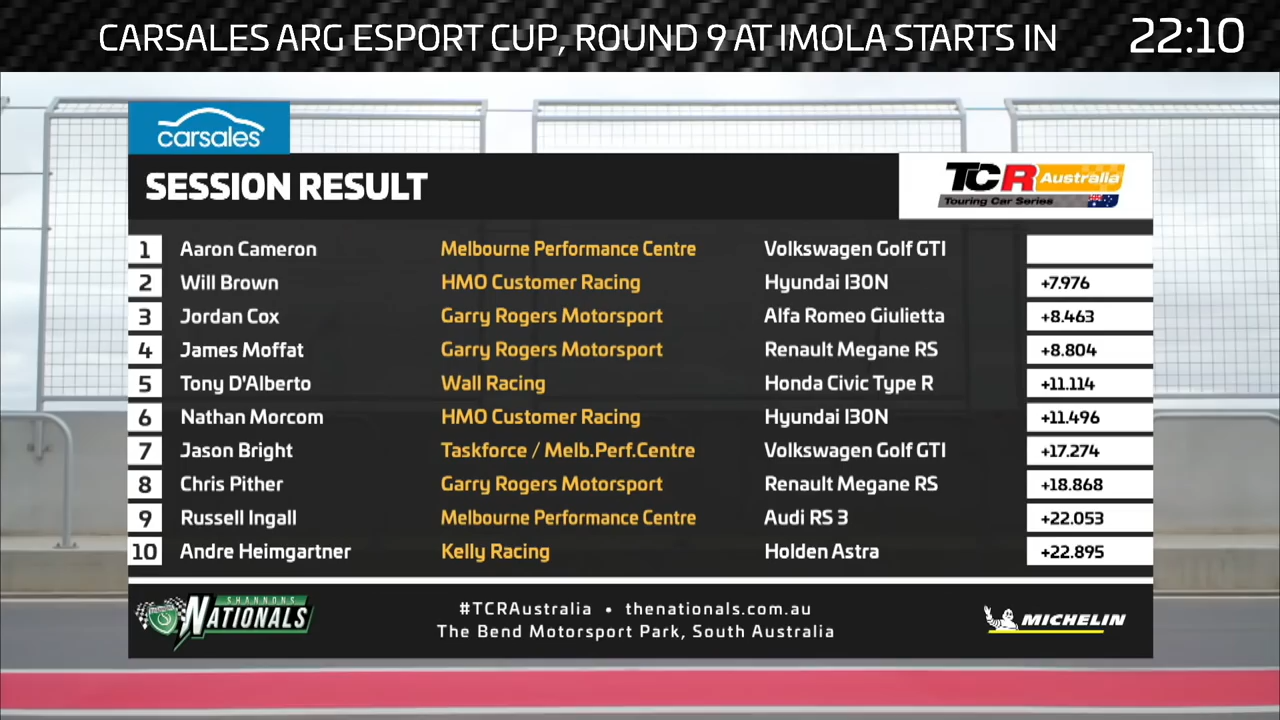 CARSALES ARG ESPORT CUP, ROUND 9 AT IMOLA STARTS IN 22:10
carsales
SESSION RESULT
TCR Australia
Touring Car Series
1 Aaron Cameron Melbourne Performance Centre Volkswagen Golf GTI
2 Will Brown HMO Customer Racing Hyundai I30N +7.976
3 Jordan Cox Garry Rogers Motorsport Alfa Romeo Giulietta +8.463
4 James Moffat Garry Rogers Motorsport Renault Megane RS +8.804
5 Tony D'Alberto Wall Racing Honda Civic Type R +11.114
6 Nathan Morcom HMO Customer Racing Hyundai I30N +11.496
7 Jason Bright Taskforce / Melb.Perf.Centre Volkswagen Golf GTI +17.274
8 Chris Pither Garry Rogers Motorsport Renault Megane RS +18.868
9 Russell Ingall Melbourne Performance Centre Audi RS 3 +22.053
10 Andre Heimgartner Kelly Racing Holden Astra +22.895
SHANNONS
NATIONALS
#TCRAustralia • thenationals.com.au
The Bend Motorsport Park, South Australia
MICHELIN